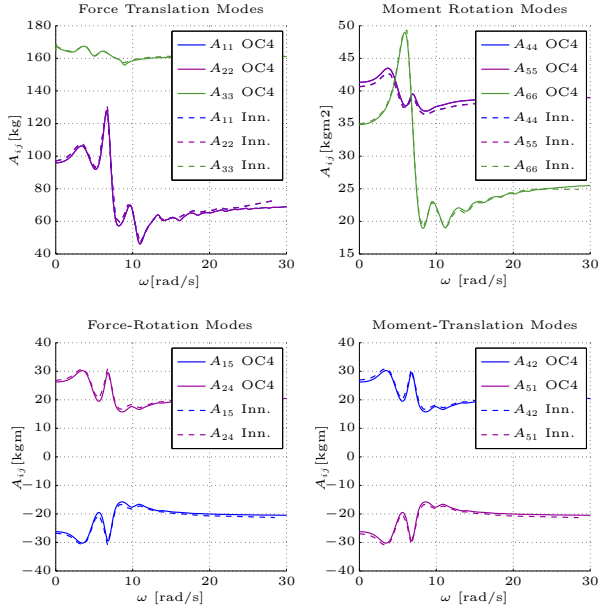 Force Translation Modes
180
160
140
120
100
80
60
40
0
10
20
30
A_ij [kg]
ω[rad/s]
A11 OC4
A22 OC4
A33 OC4
A11 Inn.
A22 Inn.
A33 Inn.
Moment Rotation Modes
50
45
40
35
30
25
20
15
0
10
20
30
A_ij [kgm2]
ω [rad/s]
A44 OC4
A55 OC4
A66 OC4
A44 Inn.
A55 Inn.
A66 Inn.
Force-Rotation Modes
40
30
20
10
0
−10
−20
−30
−40
0
10
20
30
A_ij [kgm]
ω [rad/s]
A15 OC4
A24 OC4
A15 Inn.
A24 Inn.
Moment-Translation Modes
40
30
20
10
0
−10
−20
−30
−40
0
10
20
30
A_ij [kgm]
ω [rad/s]
A42 OC4
A51 OC4
A42 Inn.
A51 Inn.